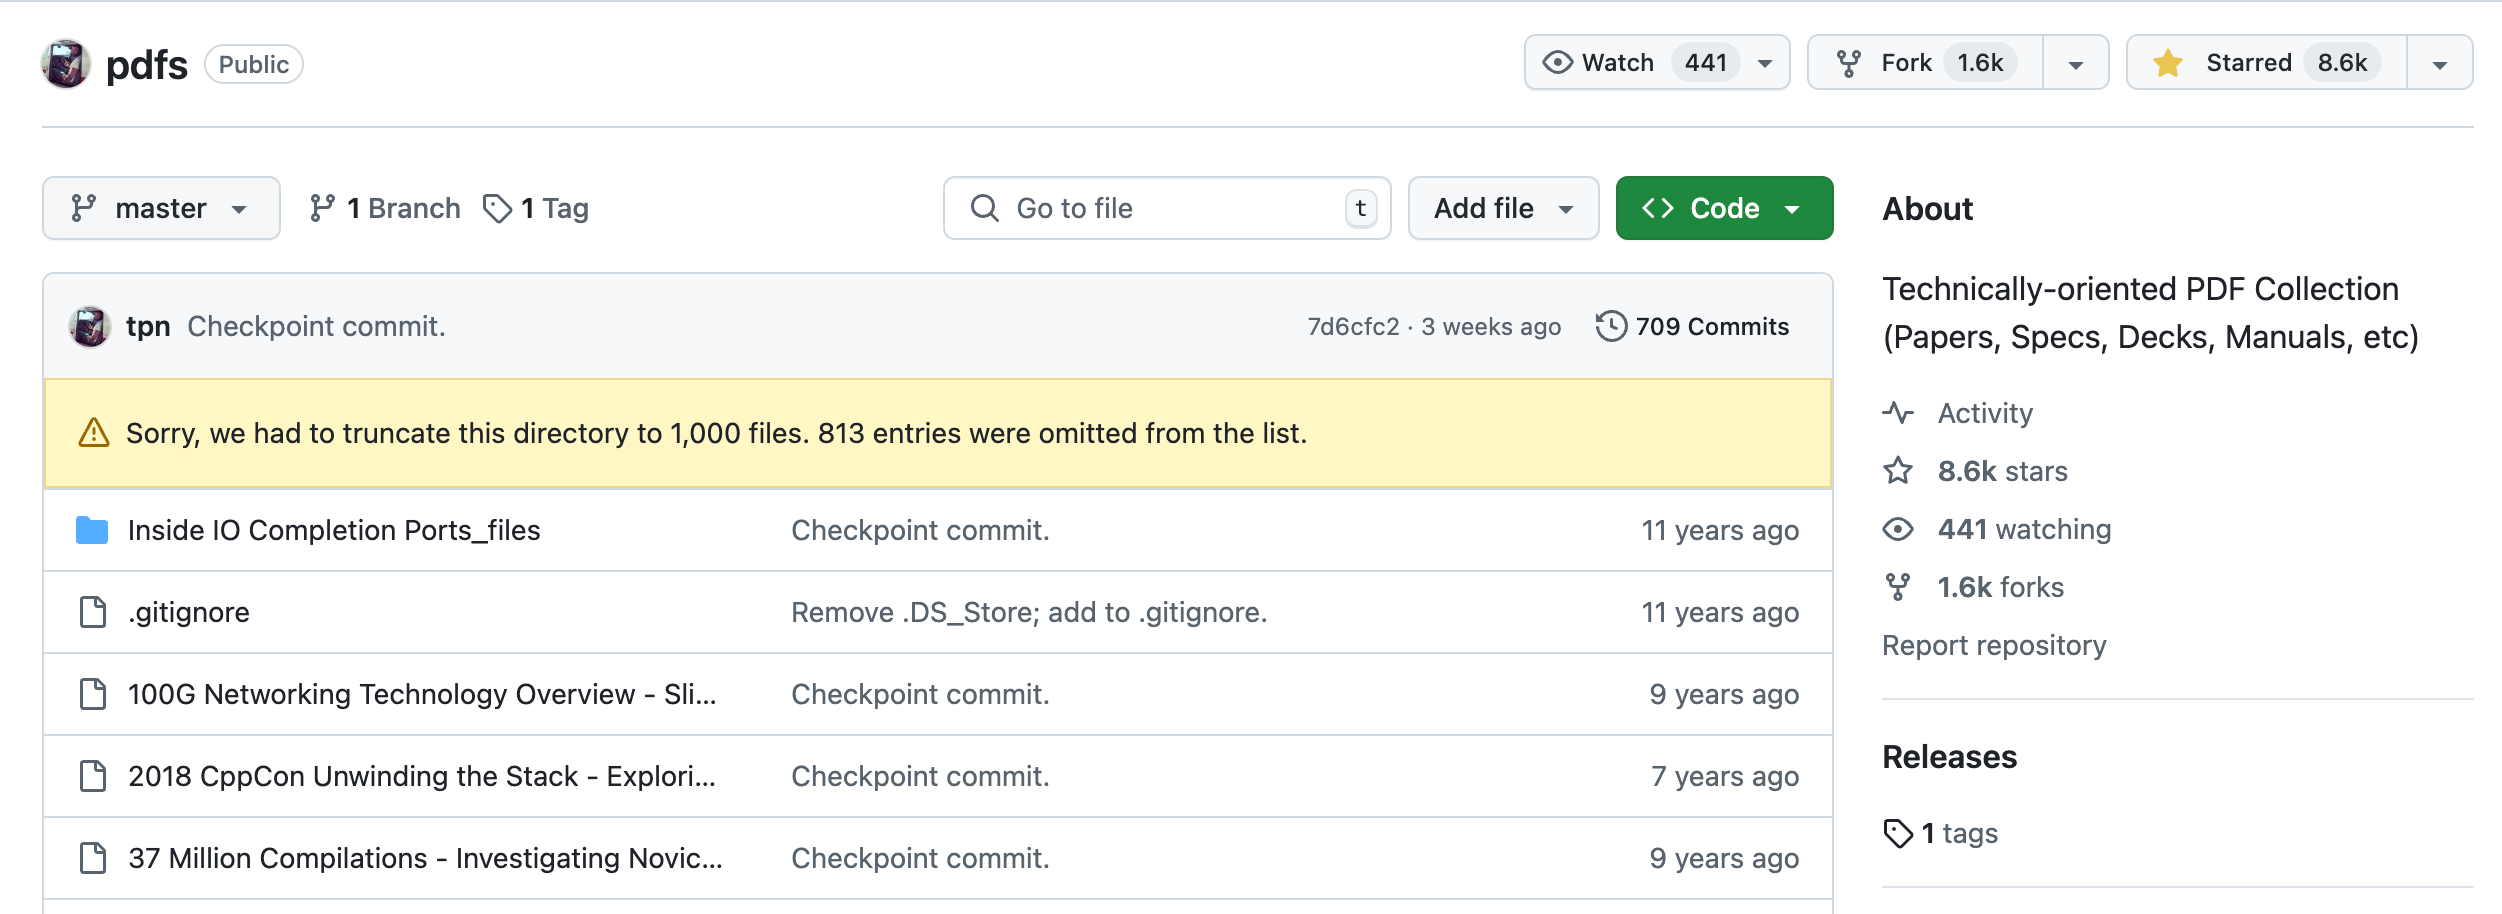 pdfs Public Watch 441 Fork 1.6k Starred 8.6k
master 1 Branch 1 Tag Go to file t Add file Code
tpn Checkpoint commit. 7d6cfc2 · 3 weeks ago 709 Commits
Sorry, we had to truncate this directory to 1,000 files. 813 entries were omitted from the list.
Inside IO Completion Ports_files Checkpoint commit. 11 years ago
.gitignore Remove .DS_Store; add to .gitignore. 11 years ago
100G Networking Technology Overview - Sli... Checkpoint commit. 9 years ago
2018 CppCon Unwinding the Stack - Explori... Checkpoint commit. 7 years ago
37 Million Compilations - Investigating Novic... Checkpoint commit. 9 years ago
About
Technically-oriented PDF Collection
(Papers, Specs, Decks, Manuals, etc)
Activity
8.6k stars
441 watching
1.6k forks
Report repository
Releases
1 tags